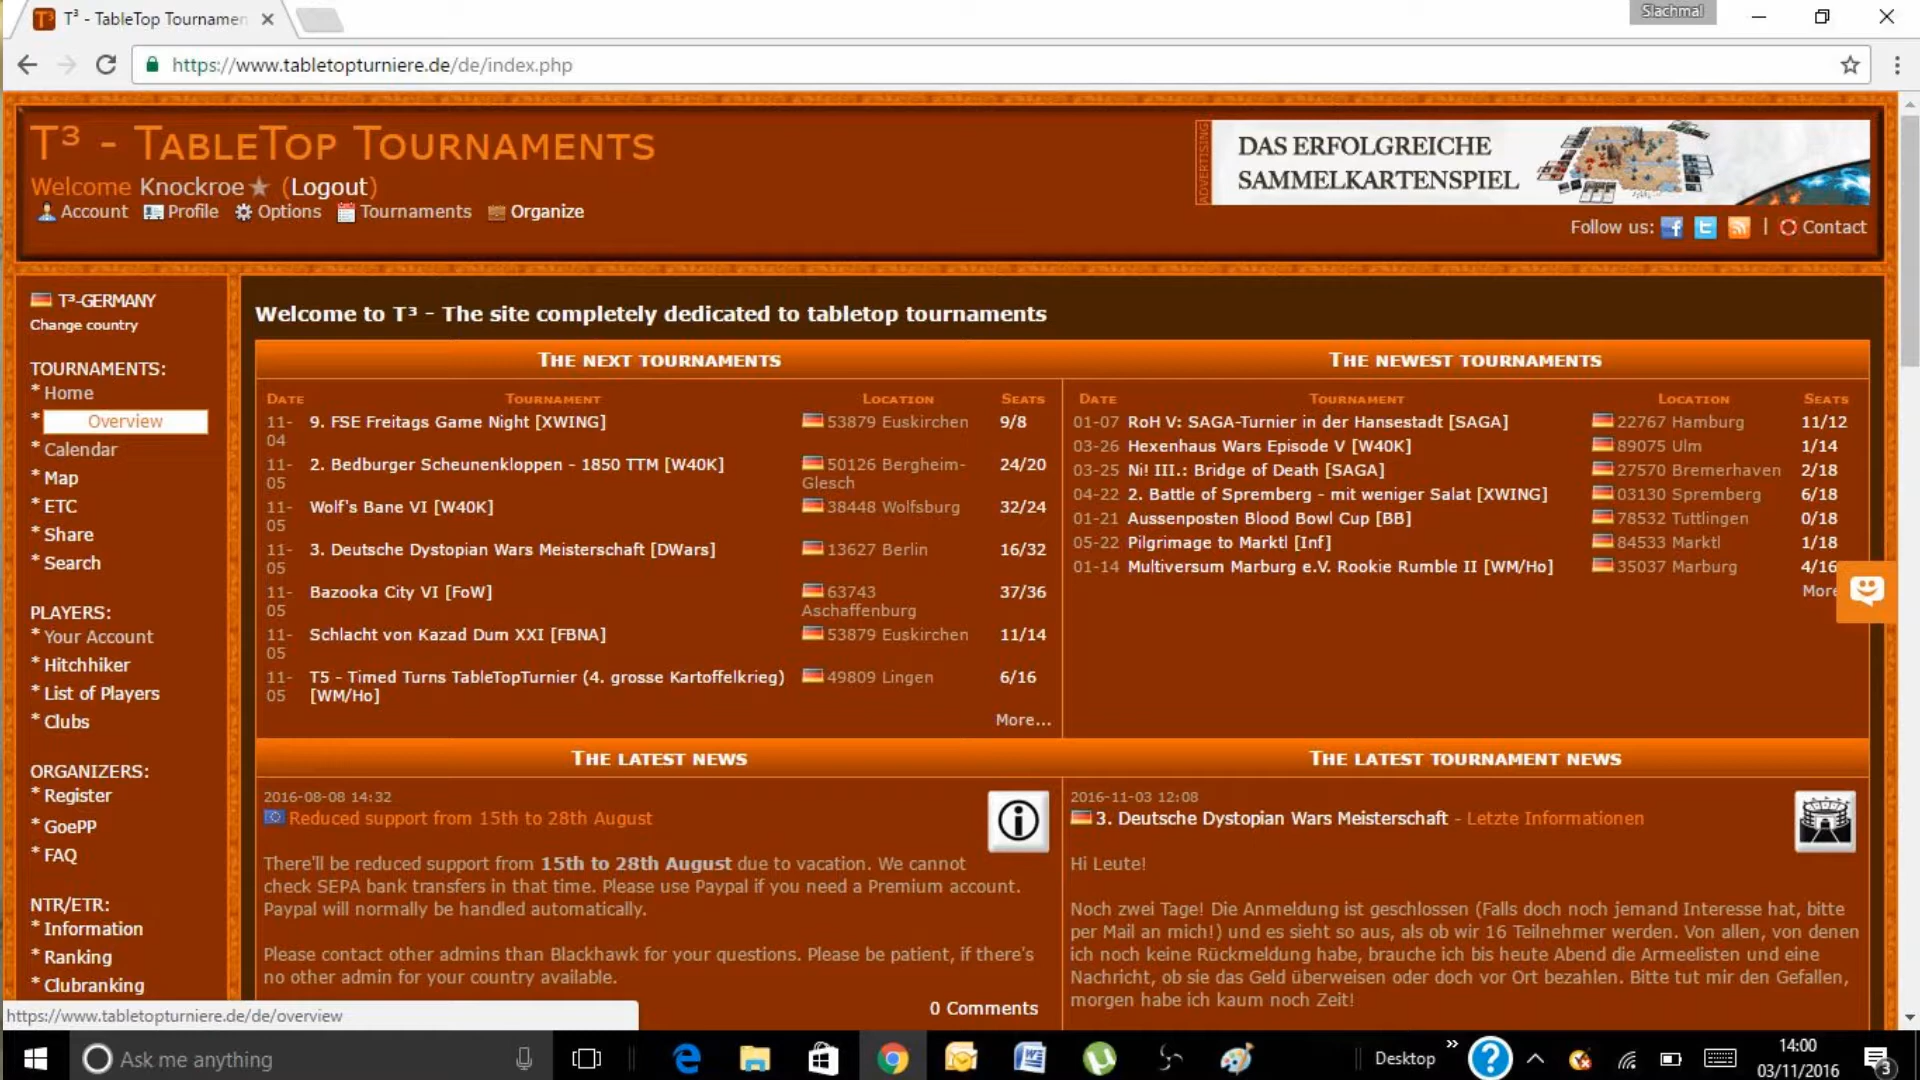 T³ - TableTop Tournamen
Slachmal
https://www.tabletopturniere.de/de/index.php
T³ - TableTop Tournaments
Welcome Knockroe (Logout)
Account Profile Options Tournaments Organize
ADVERTISING
DAS ERFOLGREICHE
SAMMELKARTENSPIEL
Follow us: | Contact
T³-GERMANY
Change country
TOURNAMENTS:
* Home
* Overview
* Calendar
* Map
* ETC
* Share
* Search
PLAYERS:
* Your Account
* Hitchhiker
* List of Players
* Clubs
ORGANIZERS:
* Register
* GoePP
* FAQ
NTR/ETR:
* Information
* Ranking
* Clubranking
Welcome to T³ - The site completely dedicated to tabletop tournaments
The next tournaments
Date Tournament Location Seats
11-04 9. FSE Freitags Game Night [XWING] 53879 Euskirchen 9/8
11-05 2. Bedburger Scheunenkloppen - 1850 TTM [W40K] 50126 Bergheim-Glesch 24/20
11-05 Wolf's Bane VI [W40K] 38448 Wolfsburg 32/24
11-05 3. Deutsche Dystopian Wars Meisterschaft [DWars] 13627 Berlin 16/32
11-05 Bazooka City VI [FoW] 63743 Aschaffenburg 37/36
11-05 Schlacht von Kazad Dum XXI [FBNA] 53879 Euskirchen 11/14
11-05 T5 - Timed Turns TableTopTurnier (4. grosse Kartoffelkrieg) [WM/Ho] 49809 Lingen 6/16
More...
The newest tournaments
Date Tournament Location Seats
01-07 RoH V: SAGA-Turnier in der Hansestadt [SAGA] 22767 Hamburg 11/12
03-26 Hexenhaus Wars Episode V [W40K] 89075 Ulm 1/14
03-25 Ni! III.: Bridge of Death [SAGA] 27570 Bremerhaven 2/18
04-22 2. Battle of Spremberg - mit weniger Salat [XWING] 03130 Spremberg 6/18
01-21 Aussenposten Blood Bowl Cup [BB] 78532 Tuttlingen 0/18
05-22 Pilgrimage to Marktl [Inf] 84533 Marktl 1/18
01-14 Multiversum Marburg e.V. Rookie Rumble II [WM/Ho] 35037 Marburg 4/16
More
The latest news
2016-08-08 14:32
Reduced support from 15th to 28th August
There'll be reduced support from 15th to 28th August due to vacation. We cannot
check SEPA bank transfers in that time. Please use Paypal if you need a Premium account.
Paypal will normally be handled automatically.
Please contact other admins than Blackhawk for your questions. Please be patient, if there's
no other admin for your country available.
0 Comments
The latest tournament news
2016-11-03 12:08
3. Deutsche Dystopian Wars Meisterschaft - Letzte Informationen
Hi Leute!
Noch zwei Tage! Die Anmeldung ist geschlossen (Falls doch noch jemand Interesse hat, bitte
per Mail an mich!) und es sieht so aus, als ob wir 16 Teilnehmer werden. Von allen, von denen
ich noch keine Rückmeldung habe, brauche ich bis heute Abend die Armeelisten und eine
Nachricht, ob sie das Geld überweisen oder doch vor Ort bezahlen. Bitte tut mir den Gefallen,
morgen habe ich kaum noch Zeit!
https://www.tabletopturniere.de/de/overview
Ask me anything
Desktop
14:00
03/11/2016
3